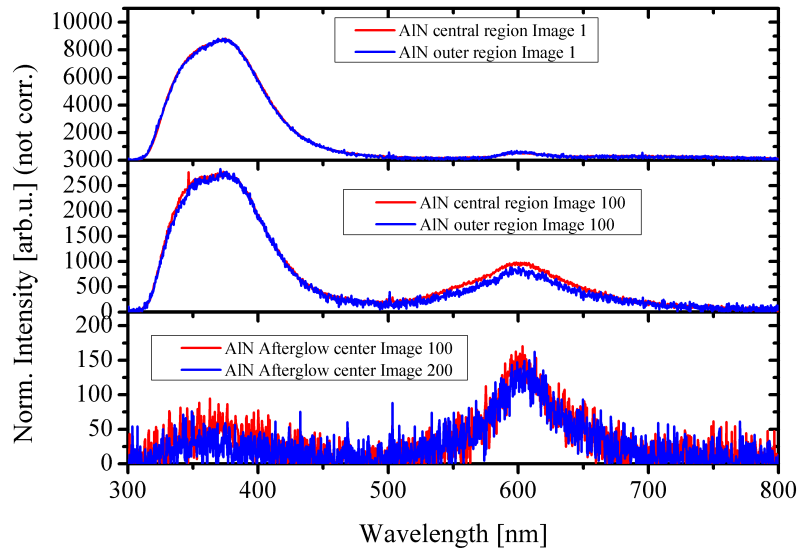 Norm. Intensity [arb.u.] (not corr.)
10000
8000
6000
4000
3000
2500
2000
1500
1000
500
0
200
150
100
50
0
AlN central region Image 1
AlN outer region Image 1
AlN central region Image 100
AlN outer region Image 100
AlN Afterglow center Image 100
AlN Afterglow center Image 200
300 400 500 600 700 800
Wavelength [nm]